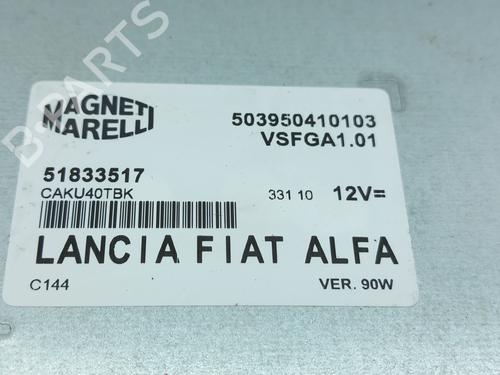 MAGNETI
MARELLI
503950410103
VSFGA1.01
51833517
CAKU40TBK
331 10 12V=
LANCIA FIAT ALFA
C144
VER. 90W
B-PARTS